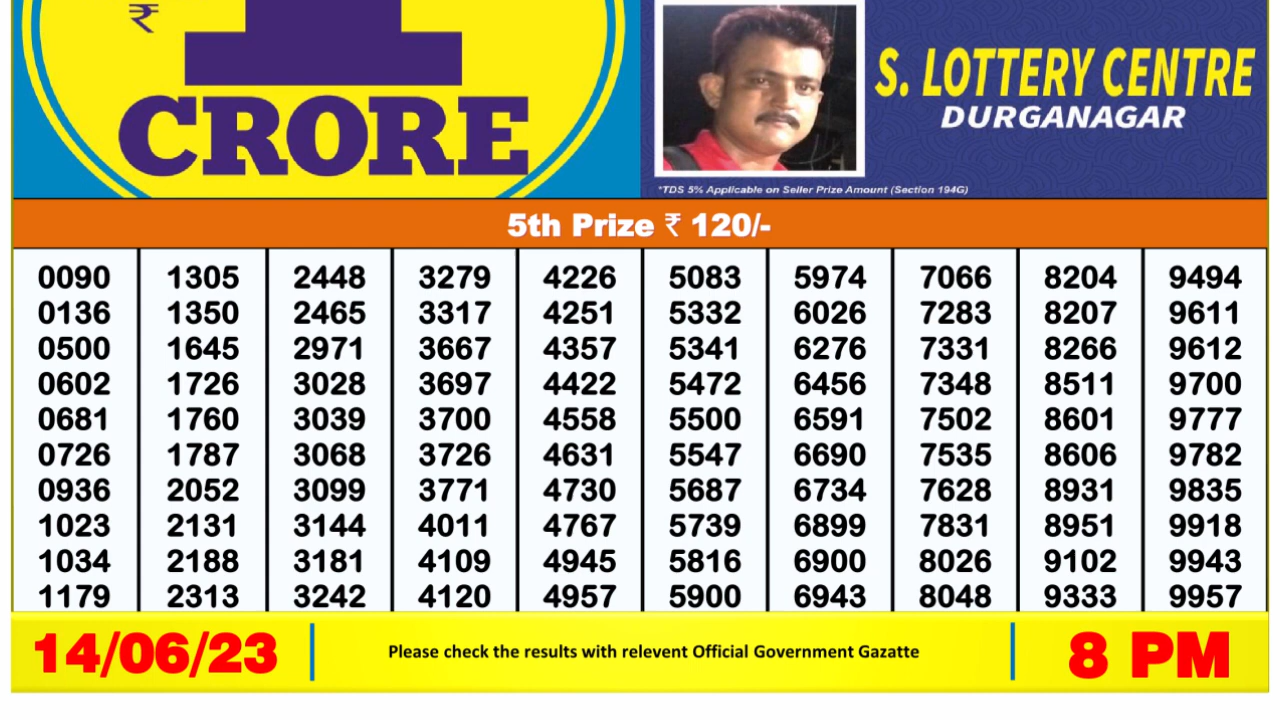 ₹
1
CRORE
S. LOTTERY CENTRE
DURGANAGAR
*TDS 5% Applicable on Seller Prize Amount (Section 194G)
5th Prize ₹ 120/-
0090 1305 2448 3279 4226 5083 5974 7066 8204 9494
0136 1350 2465 3317 4251 5332 6026 7283 8207 9611
0500 1645 2971 3667 4357 5341 6276 7331 8266 9612
0602 1726 3028 3697 4422 5472 6456 7348 8511 9700
0681 1760 3039 3700 4558 5500 6591 7502 8601 9777
0726 1787 3068 3726 4631 5547 6690 7535 8606 9782
0936 2052 3099 3771 4730 5687 6734 7628 8931 9835
1023 2131 3144 4011 4767 5739 6899 7831 8951 9918
1034 2188 3181 4109 4945 5816 6900 8026 9102 9943
1179 2313 3242 4120 4957 5900 6943 8048 9333 9957
14/06/23
Please check the results with relevent Official Government Gazatte
8 PM